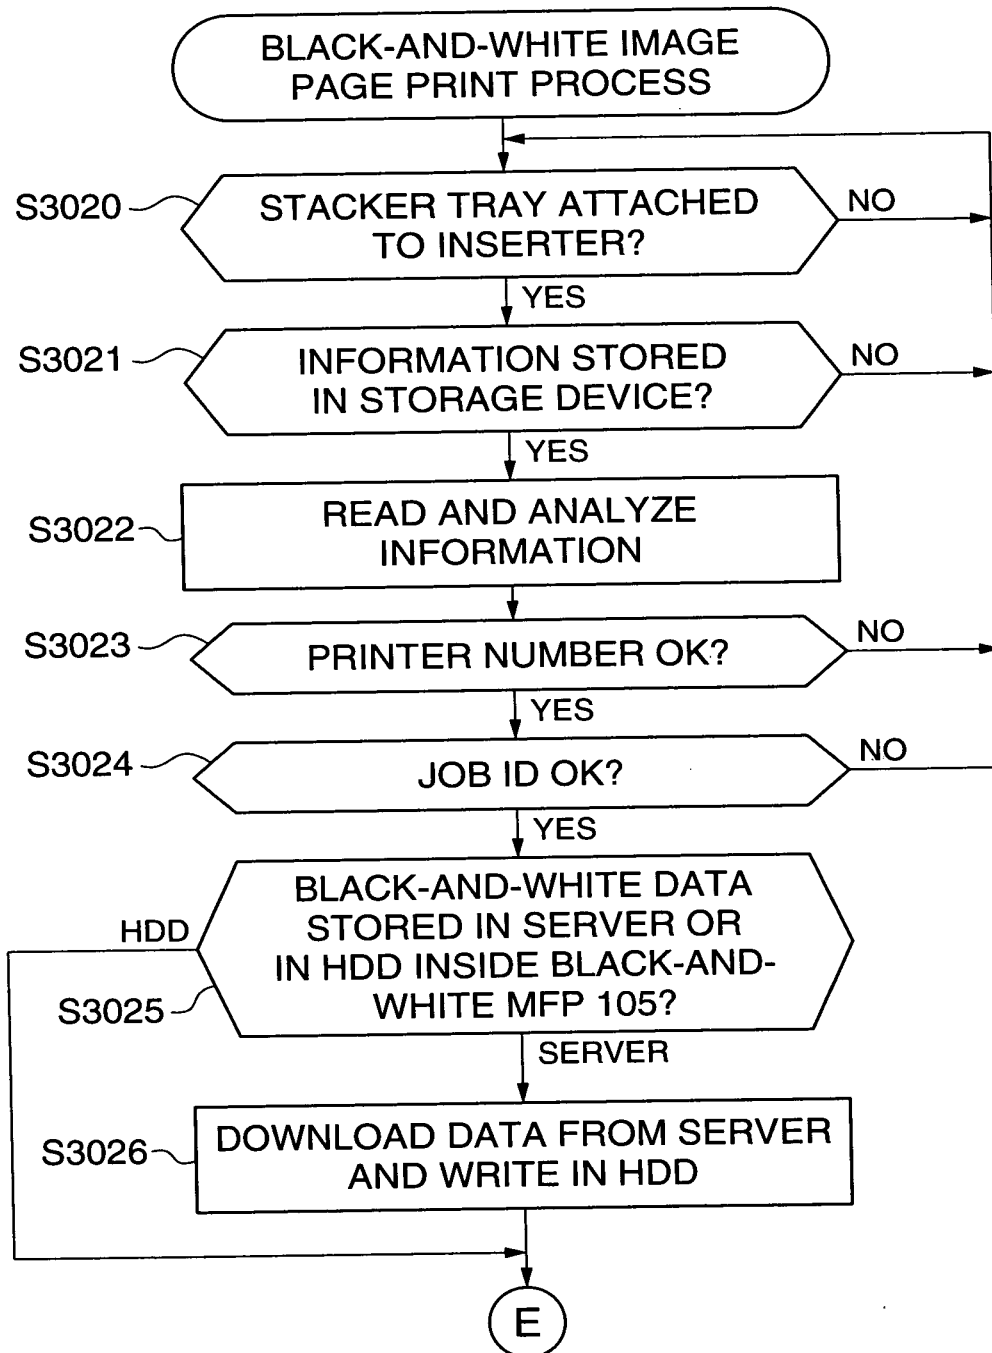 BLACK-AND-WHITE IMAGE
PAGE PRINT PROCESS
S3020
STACKER TRAY ATTACHED
TO INSERTER?
NO
YES
S3021
INFORMATION STORED
IN STORAGE DEVICE?
NO
YES
S3022
READ AND ANALYZE
INFORMATION
S3023
PRINTER NUMBER OK?
NO
YES
S3024
JOB ID OK?
NO
YES
HDD
BLACK-AND-WHITE DATA
STORED IN SERVER OR
IN HDD INSIDE BLACK-AND-
WHITE MFP 105?
S3025
SERVER
S3026
DOWNLOAD DATA FROM SERVER
AND WRITE IN HDD
E